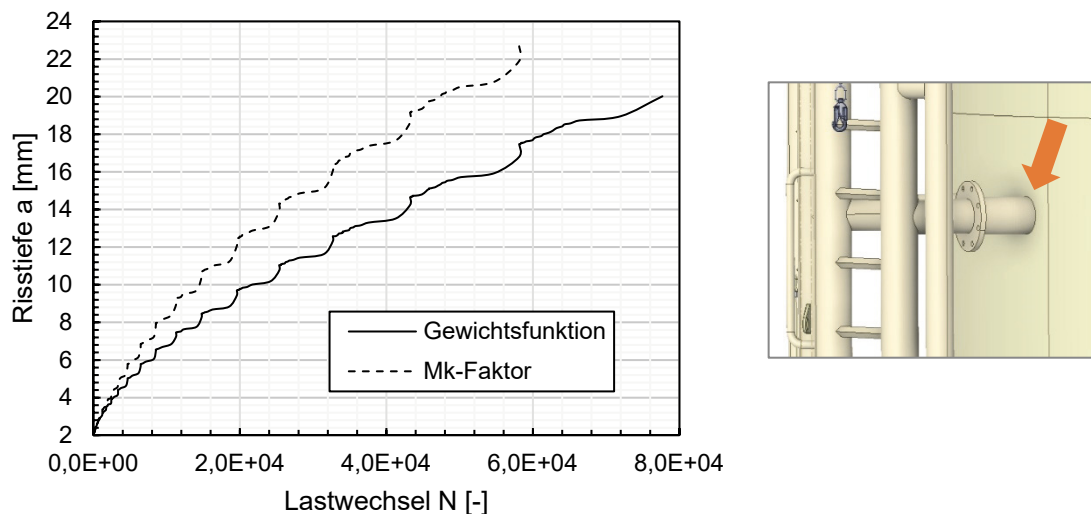 24
22
20
18
16
14
12
10
8
6
4
2
Risstiefe a [mm]
Gewichtsfunktion
Mk-Faktor
0,0E+00 2,0E+04 4,0E+04 6,0E+04 8,0E+04
Lastwechsel N [-]